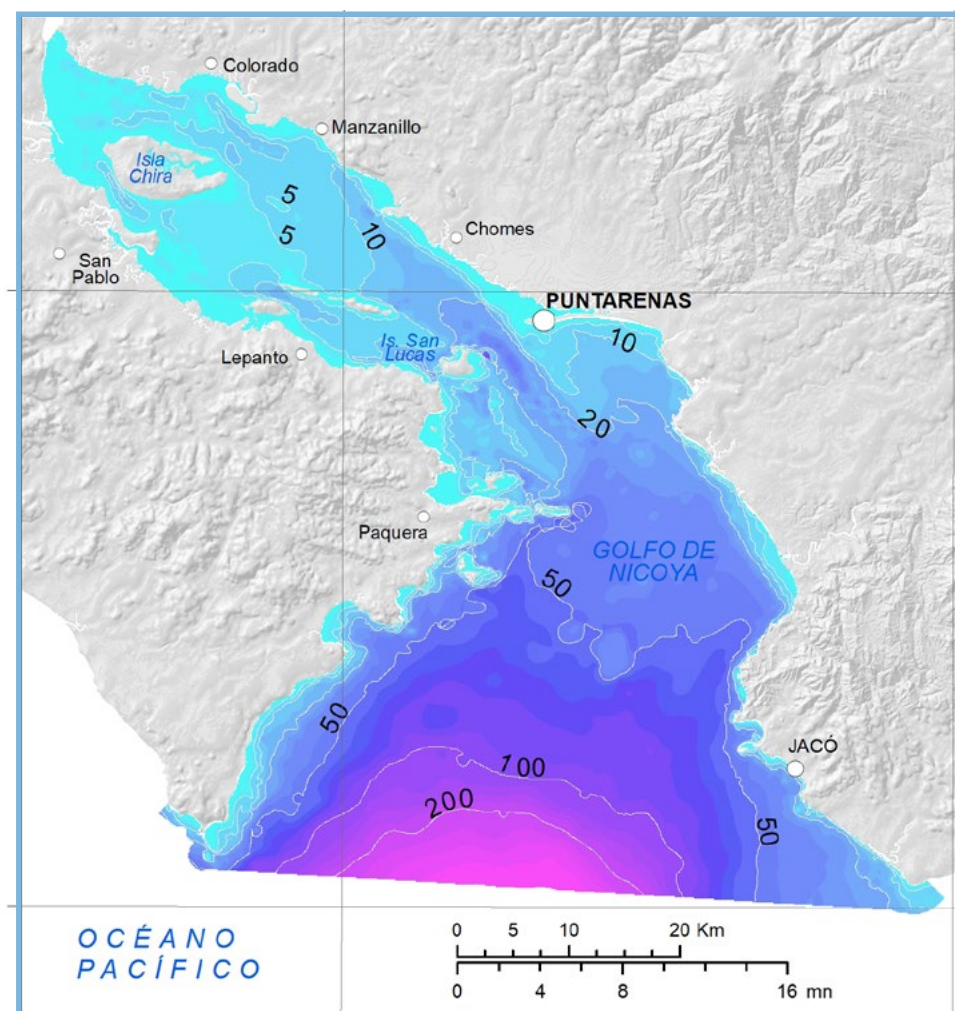 Colorado
Manzanillo
Isla
Chira
5
5
10
Chomes
San
Pablo
PUNTARENAS
10
Is. San
Lucas
Lepanto
20
Paquera
GOLFO DE
NICOYA
50
50
JACÓ
100
200
50
OCÉANO
PACÍFICO
0 5 10 20 Km
0 4 8 16 mn